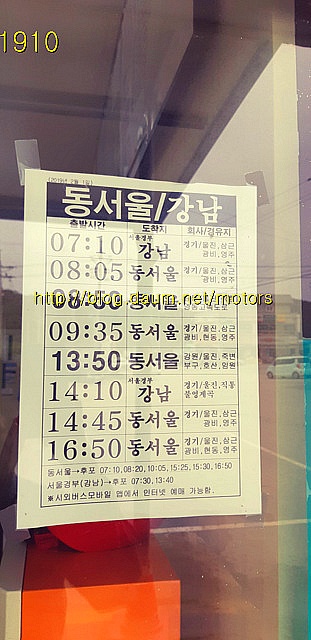 1910
(2019년 2월 1일)
동서울/강남
출발시간 도착지 회사/경유지
07:10 서울경부 강남 경기/울진,삼근 광비,영주
08:05 동서울 경기/울진,삼근 광비,영주
08:50 동서울
http://blog.daum.net/motors
09:35 동서울 경기/울진,삼근 광비,현동,영주
13:50 동서울 강원/울진,죽변 부구,호산,임원
14:10 서울경부 강남 경기/울진,직통 불영계곡
14:45 동서울 경기/울진,삼근 광비,영주
16:50 동서울 경기/울진,삼근 광비,현동,영주
동서울→후포 07:10,08:20,10:05,15:25,15:30,16:50
서울경부(강남)→후포 07:30,13:40
※시외버스모바일 앱에서 인터넷 예매 가능함.